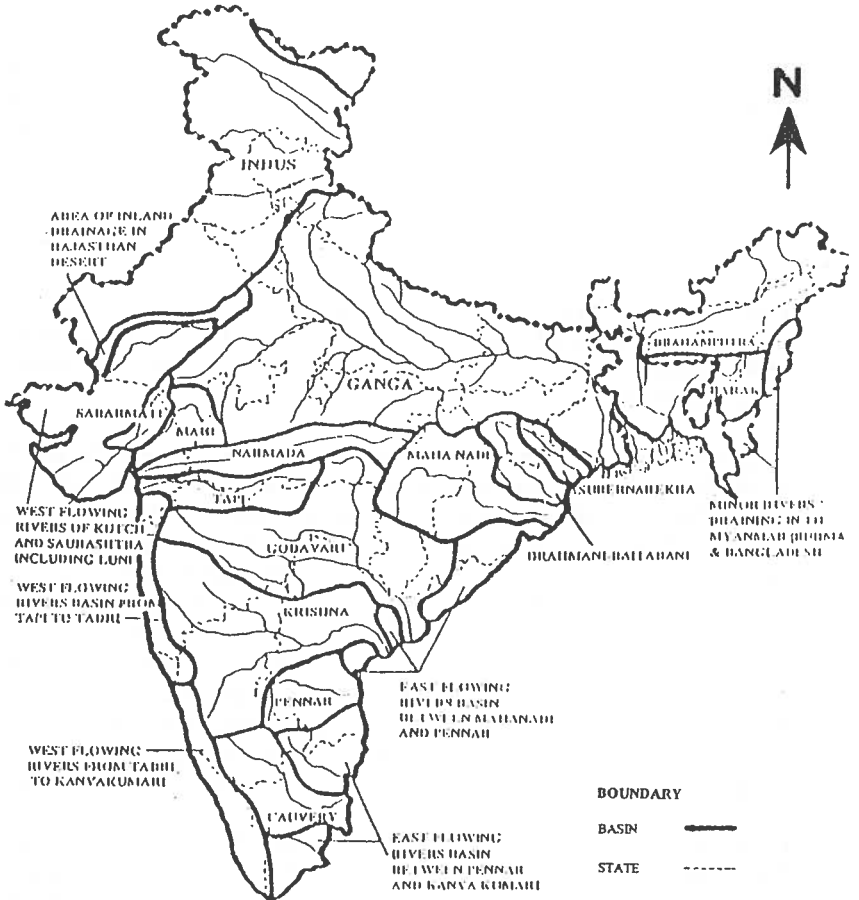 N
INDUS
AREA OF INLAND
DRAINAGE IN
RAJASTHAN
DESERT
BRAHAMPUTRA
BARAK
GANGA
SABARMATI
MAHI
NARMADA
MAHA NADI
TAPI
SUBERNAREKHA
WEST FLOWING
RIVERS OF KUTCH
AND SAURASHTRA
INCLUDING LUNI
MINOR RIVERS
DRAINING IN TO
MYANMAR (BURMA
& BANGLADESH
BRAHMANI-BAITARANI
GODAVARI
WEST FLOWING
RIVERS BASIN FROM
TAPI TO TADRI
KRISHNA
EAST FLOWING
RIVERS BASIN
BETWEEN MAHANADI
AND PENNAR
PENNAR
WEST FLOWING
RIVERS FROM TADRI
TO KANYAKUMARI
CAUVERY
EAST FLOWING
RIVERS BASIN
BETWEEN PENNAR
AND KANYA KUMARI
BOUNDARY
BASIN
STATE